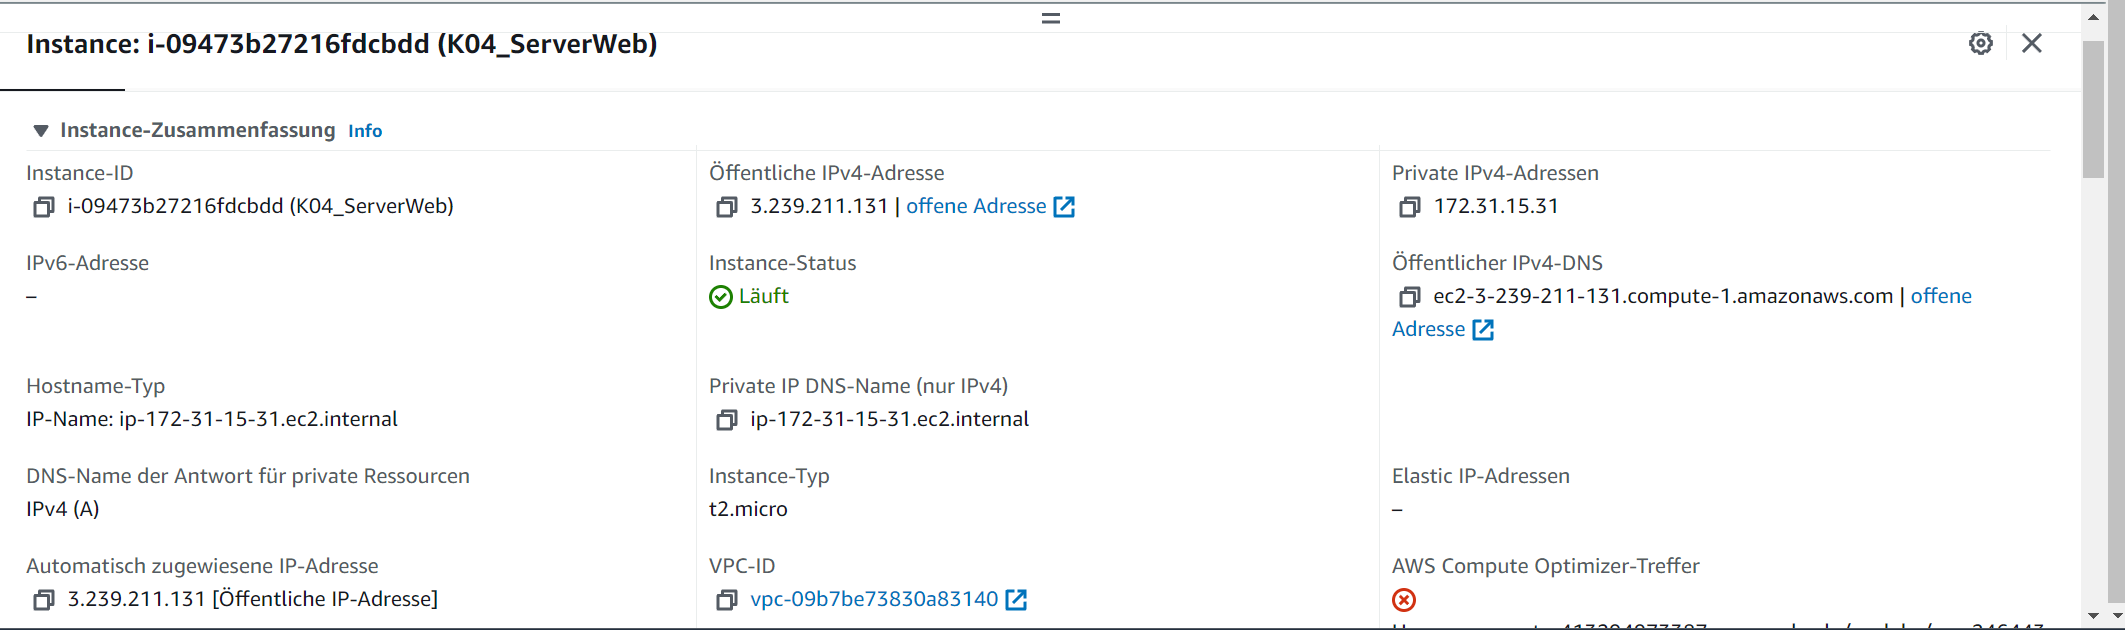 Instance: i-09473b27216fdcbdd (K04_ServerWeb)
Instance-Zusammenfassung Info
Instance-ID
i-09473b27216fdcbdd (K04_ServerWeb)
Öffentliche IPv4-Adresse
3.239.211.131 | offene Adresse
Private IPv4-Adressen
172.31.15.31
IPv6-Adresse
–
Instance-Status
Läuft
Öffentlicher IPv4-DNS
ec2-3-239-211-131.compute-1.amazonaws.com | offene
Adresse
Hostname-Typ
IP-Name: ip-172-31-15-31.ec2.internal
Private IP DNS-Name (nur IPv4)
ip-172-31-15-31.ec2.internal
DNS-Name der Antwort für private Ressourcen
IPv4 (A)
Instance-Typ
t2.micro
Elastic IP-Adressen
–
Automatisch zugewiesene IP-Adresse
3.239.211.131 [Öffentliche IP-Adresse]
VPC-ID
vpc-09b7be73830a83140
AWS Compute Optimizer-Treffer